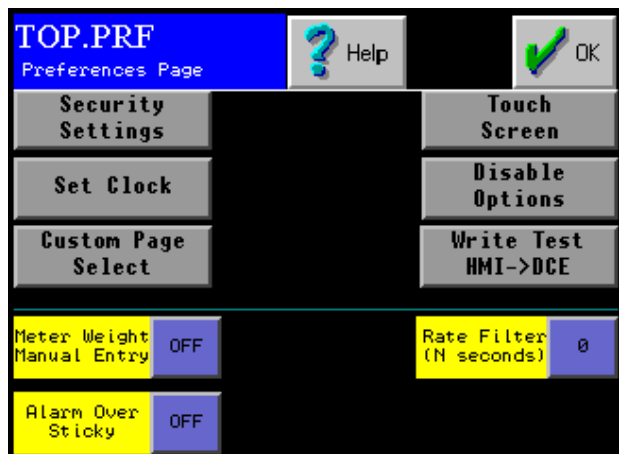 TOP.PRF
Preferences Page
Help
OK
Security
Settings
Touch
Screen
Set Clock
Disable
Options
Custom Page
Select
Write Test
HMI->DCE
Meter Weight
Manual Entry
OFF
Rate Filter
(N seconds)
0
Alarm Over
Sticky
OFF